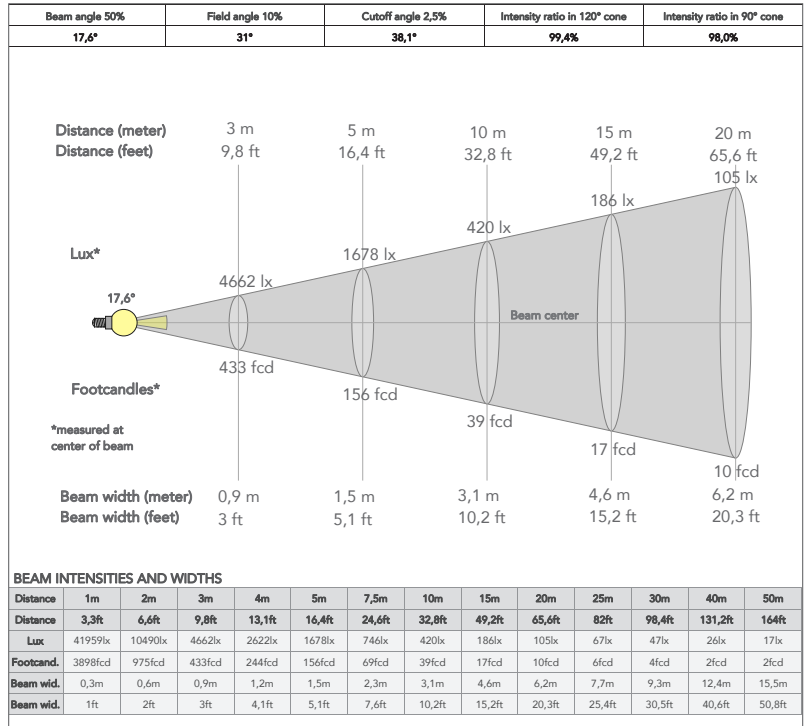 Beam angle 50% Field angle 10% Cutoff angle 2,5% Intensity ratio in 120° cone Intensity ratio in 90° cone
17,6° 31° 38,1° 99,4% 98,0%
Distance (meter) 3 m 5 m 10 m 15 m 20 m
Distance (feet) 9,8 ft 16,4 ft 32,8 ft 49,2 ft 65,6 ft
105 lx
186 lx
420 lx
Lux* 1678 lx
4662 lx
17,6°
Beam center
433 fcd
Footcandles* 156 fcd
39 fcd
*measured at
center of beam
17 fcd
10 fcd
Beam width (meter) 0,9 m 1,5 m 3,1 m 4,6 m 6,2 m
Beam width (feet) 3 ft 5,1 ft 10,2 ft 15,2 ft 20,3 ft
BEAM INTENSITIES AND WIDTHS
Distance 1m 2m 3m 4m 5m 7,5m 10m 15m 20m 25m 30m 40m 50m
Distance 3,3ft 6,6ft 9,8ft 13,1ft 16,4ft 24,6ft 32,8ft 49,2ft 65,6ft 82ft 98,4ft 131,2ft 164ft
Lux 41959lx 10490lx 4662lx 2622lx 1678lx 746lx 420lx 186lx 105lx 67lx 47lx 26lx 17lx
Footcand. 3898fcd 975fcd 433fcd 244fcd 156fcd 69fcd 39fcd 17fcd 10fcd 6fcd 4fcd 2fcd 2fcd
Beam wid. 0,3m 0,6m 0,9m 1,2m 1,5m 2,3m 3,1m 4,6m 6,2m 7,7m 9,3m 12,4m 15,5m
Beam wid. 1ft 2ft 3ft 4,1ft 5,1ft 7,6ft 10,2ft 15,2ft 20,3ft 25,4ft 30,5ft 40,6ft 50,8ft